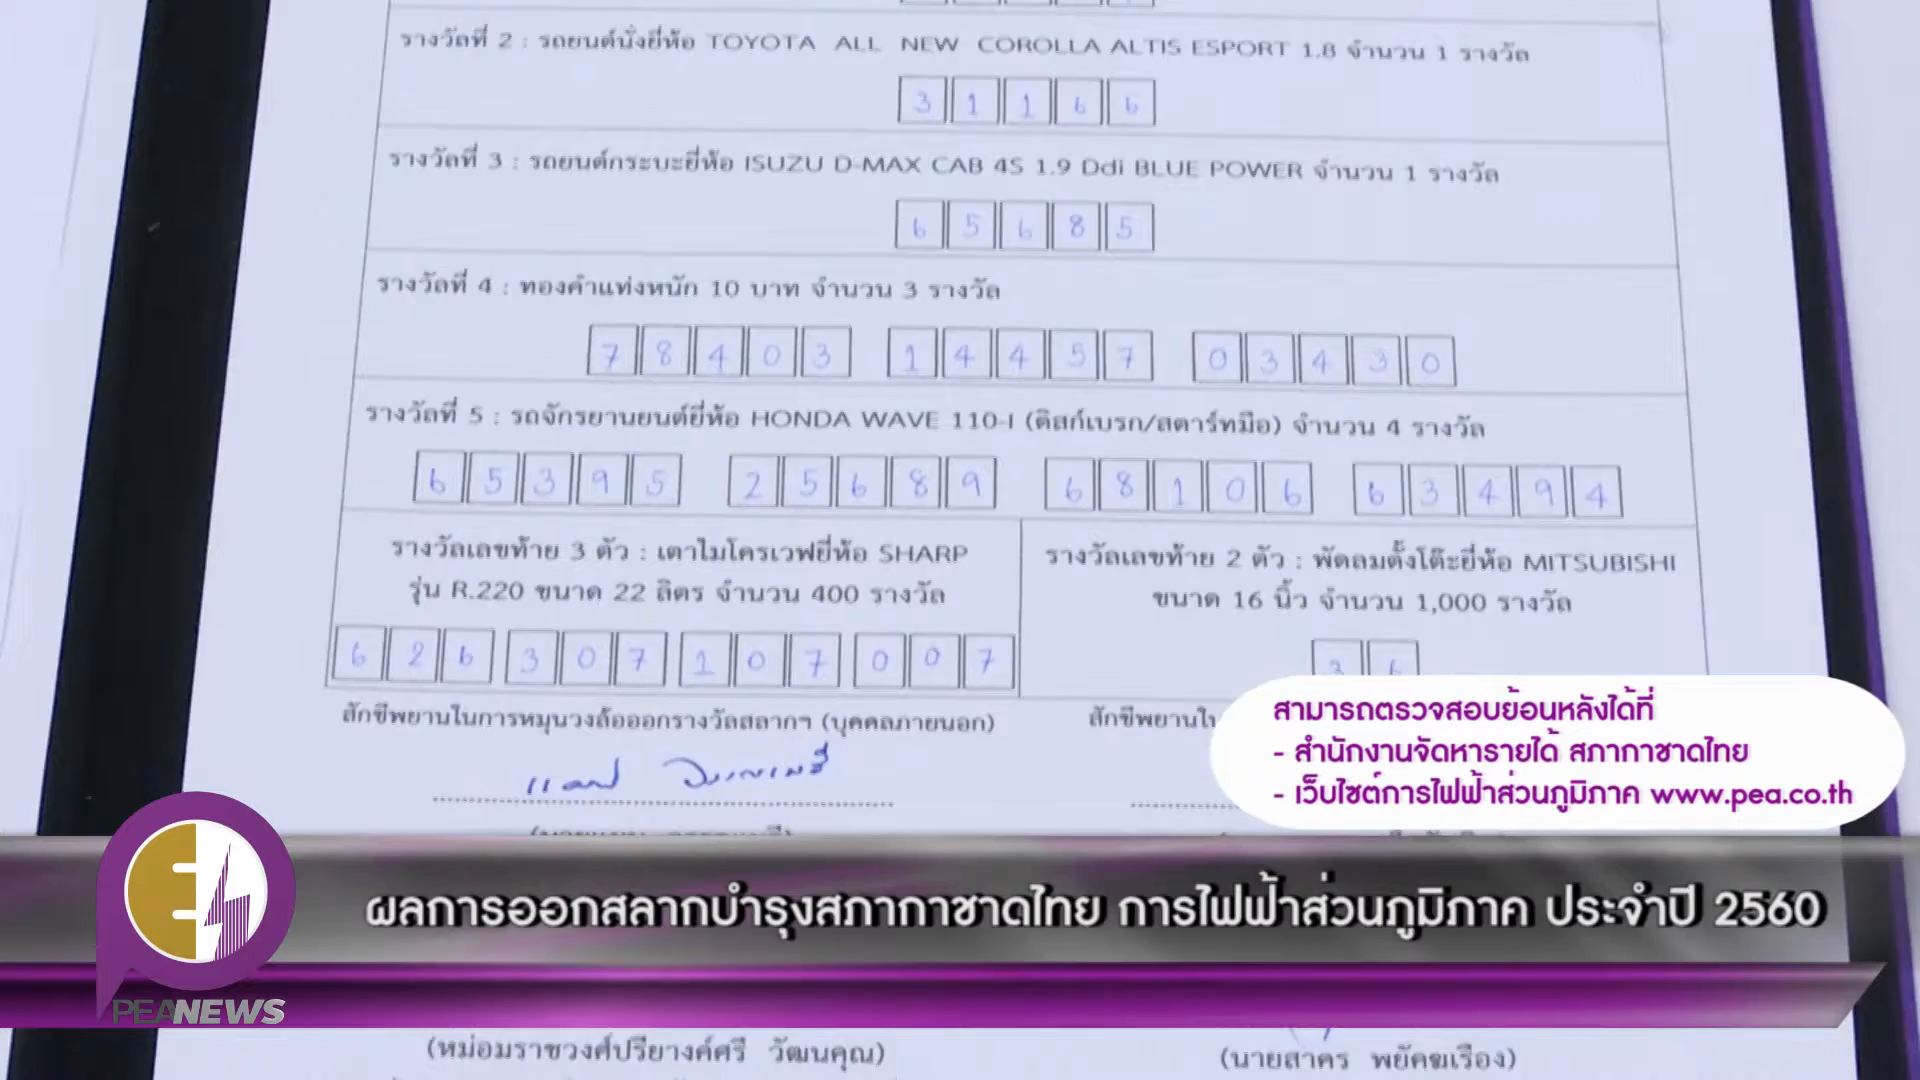 รางวัลที่ 2 : รถยนต์นั่งยี่ห้อ TOYOTA ALL NEW COROLLA ALTIS ESPORT 1.8 จำนวน 1 รางวัล
3 1 1 6 6
รางวัลที่ 3 : รถยนต์กระบะยี่ห้อ ISUZU D-MAX CAB 4S 1.9 Ddi BLUE POWER จำนวน 1 รางวัล
6 5 6 8 5
รางวัลที่ 4 : ทองคำแท่งหนัก 10 บาท จำนวน 3 รางวัล
7 8 4 0 3 1 4 4 5 7 0 3 4 3 0
รางวัลที่ 5 : รถจักรยานยนต์ยี่ห้อ HONDA WAVE 110-I (ดิสก์เบรก/สตาร์ทมือ) จำนวน 4 รางวัล
6 5 3 9 5 2 5 6 8 9 6 8 1 0 6 6 3 4 9 4
รางวัลเลขท้าย 3 ตัว : เตาไมโครเวฟยี่ห้อ SHARP
รุ่น R.220 ขนาด 22 ลิตร จำนวน 400 รางวัล
6 2 6 3 0 7 1 0 7 0 0 7
รางวัลเลขท้าย 2 ตัว : พัดลมตั้งโต๊ะยี่ห้อ MITSUBISHI
ขนาด 16 นิ้ว จำนวน 1,000 รางวัล
สักขีพยานในการหมุนวงล้อออกรางวัลสลากฯ (บุคคลภายนอก)
สักขีพยานใน
สามารถตรวจสอบย้อนหลังได้ที่
- สำนักงานจัดหารายได้ สภากาชาดไทย
- เว็บไซต์การไฟฟ้าส่วนภูมิภาค www.pea.co.th
ผลการออกสลากบำรุงสภากาชาดไทย การไฟฟ้าส่วนภูมิภาค ประจำปี 2560
PEANEWS
(หม่อมราชวงศ์ปรียางค์ศรี วัฒนคุณ)
(นายสาคร พยัคฆเรือง)